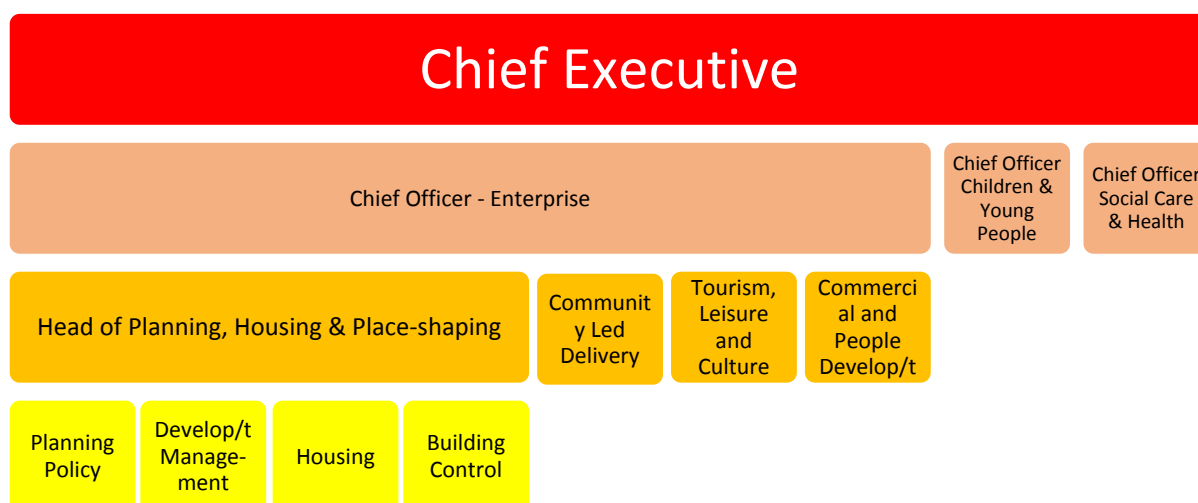 Chief Executive
Chief Officer - Enterprise
Chief Officer
Children &
Young
People
Chief Officer
Social Care
& Health
Head of Planning, Housing & Place-shaping
Communit
y Led
Delivery
Tourism,
Leisure
and
Culture
Commerci
al and
People
Develop/t
Planning
Policy
Develop/t
Manage-
ment
Housing
Building
Control